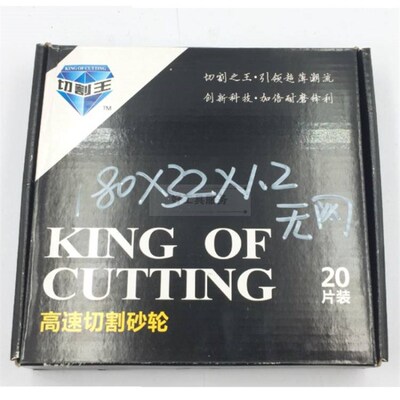 KING OF CUTTING
切割王
TM
切割之王·引领超薄潮流
创新科技·加倍耐磨锋利
180X32X1.2
无网
KING OF
CUTTING
20
片装
高速切割砂轮